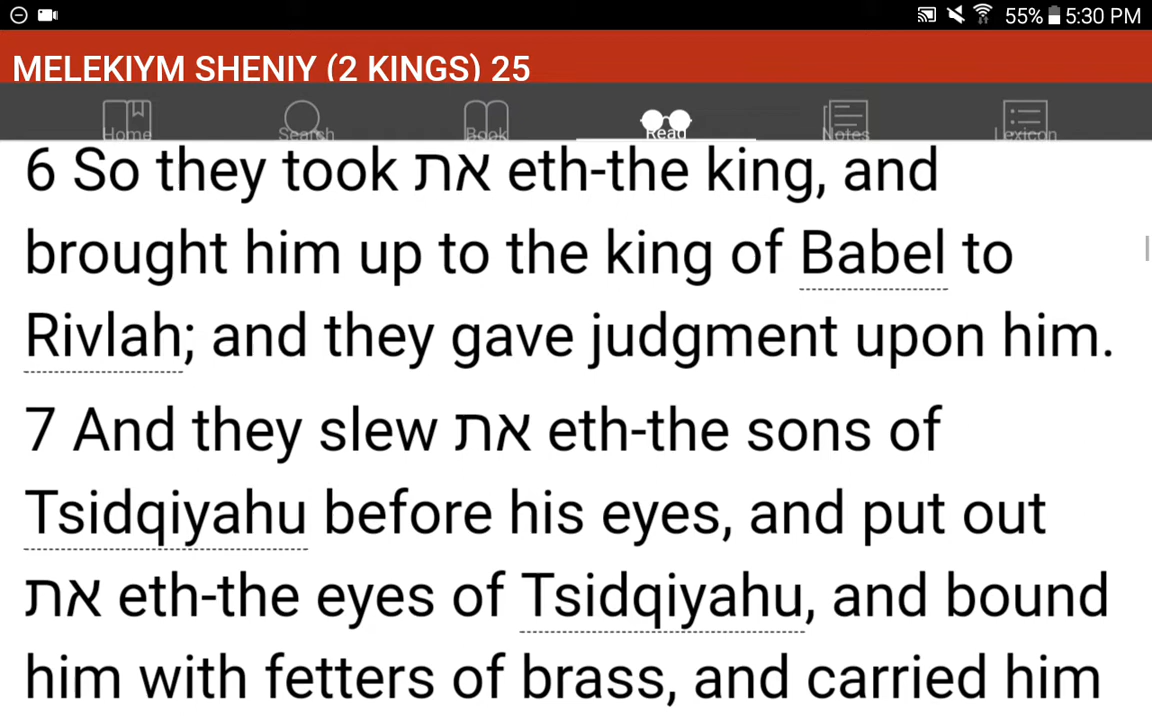 55% 5:30 PM
MELEKIYM SHENIY (2 KINGS) 25
Home Search Book Read Notes Lexicon
6 So they took את eth-the king, and
brought him up to the king of Babel to
Rivlah; and they gave judgment upon him.
7 And they slew את eth-the sons of
Tsidqiyahu before his eyes, and put out
את eth-the eyes of Tsidqiyahu, and bound
him with fetters of brass, and carried him